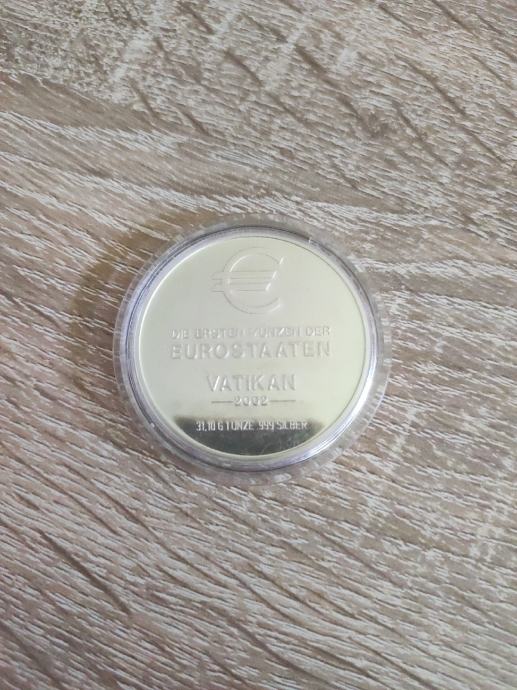 €
DIE ERSTEN MÜNZEN DER
EUROSTAATEN
VATIKAN
2002
31,10 G 1 UNZE .999 SILBER